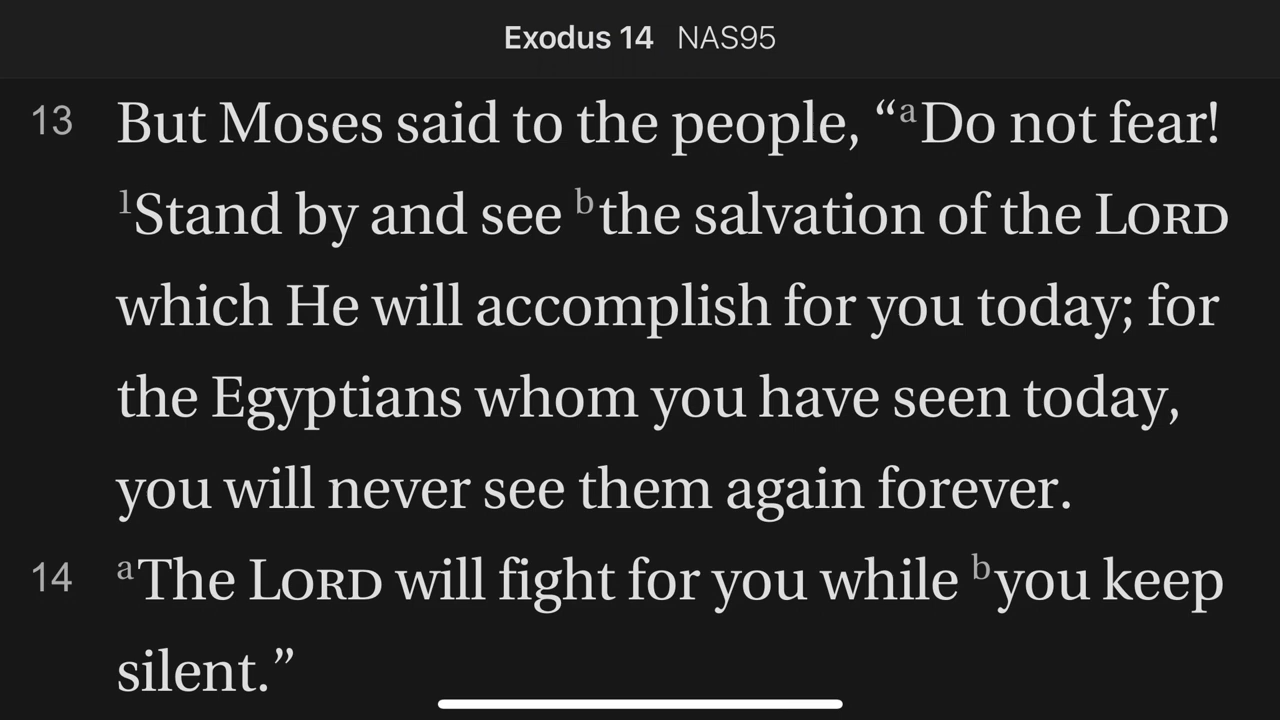 Exodus 14 NAS95
13 But Moses said to the people, “aDo not fear!
1Stand by and see bthe salvation of the LORD
which He will accomplish for you today; for
the Egyptians whom you have seen today,
you will never see them again forever.
14 aThe LORD will fight for you while byou keep
silent.”